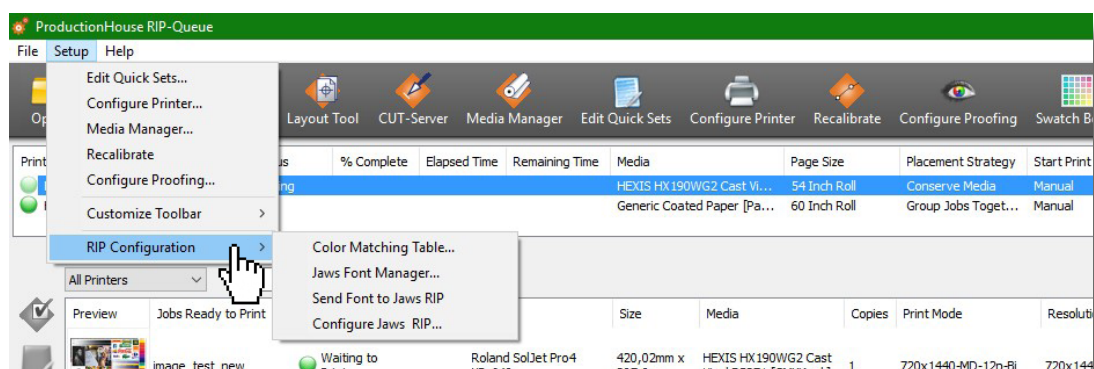 ProductionHouse RIP-Queue
File Setup Help
Edit Quick Sets...
Configure Printer...
Media Manager...
Recalibrate
Configure Proofing...
Customize Toolbar >
RIP Configuration >
Color Matching Table...
Jaws Font Manager...
Send Font to Jaws RIP
Configure Jaws RIP...
Layout Tool CUT-Server Media Manager Edit Quick Sets Configure Printer Recalibrate Configure Proofing Swatch B
Print % Complete Elapsed Time Remaining Time Media Page Size Placement Strategy Start Print
HEXIS HX190WG2 Cast Vi... 54 Inch Roll Conserve Media Manual
Generic Coated Paper [Pa... 60 Inch Roll Group Jobs Toget... Manual
All Printers
Preview Jobs Ready to Print Size Media Copies Print Mode Resoluti
image_test_new Waiting to Roland SolJet Pro4 420,02mm x HEXIS HX190WG2 Cast 1 720x1440-MD-12p-Bi 720x144